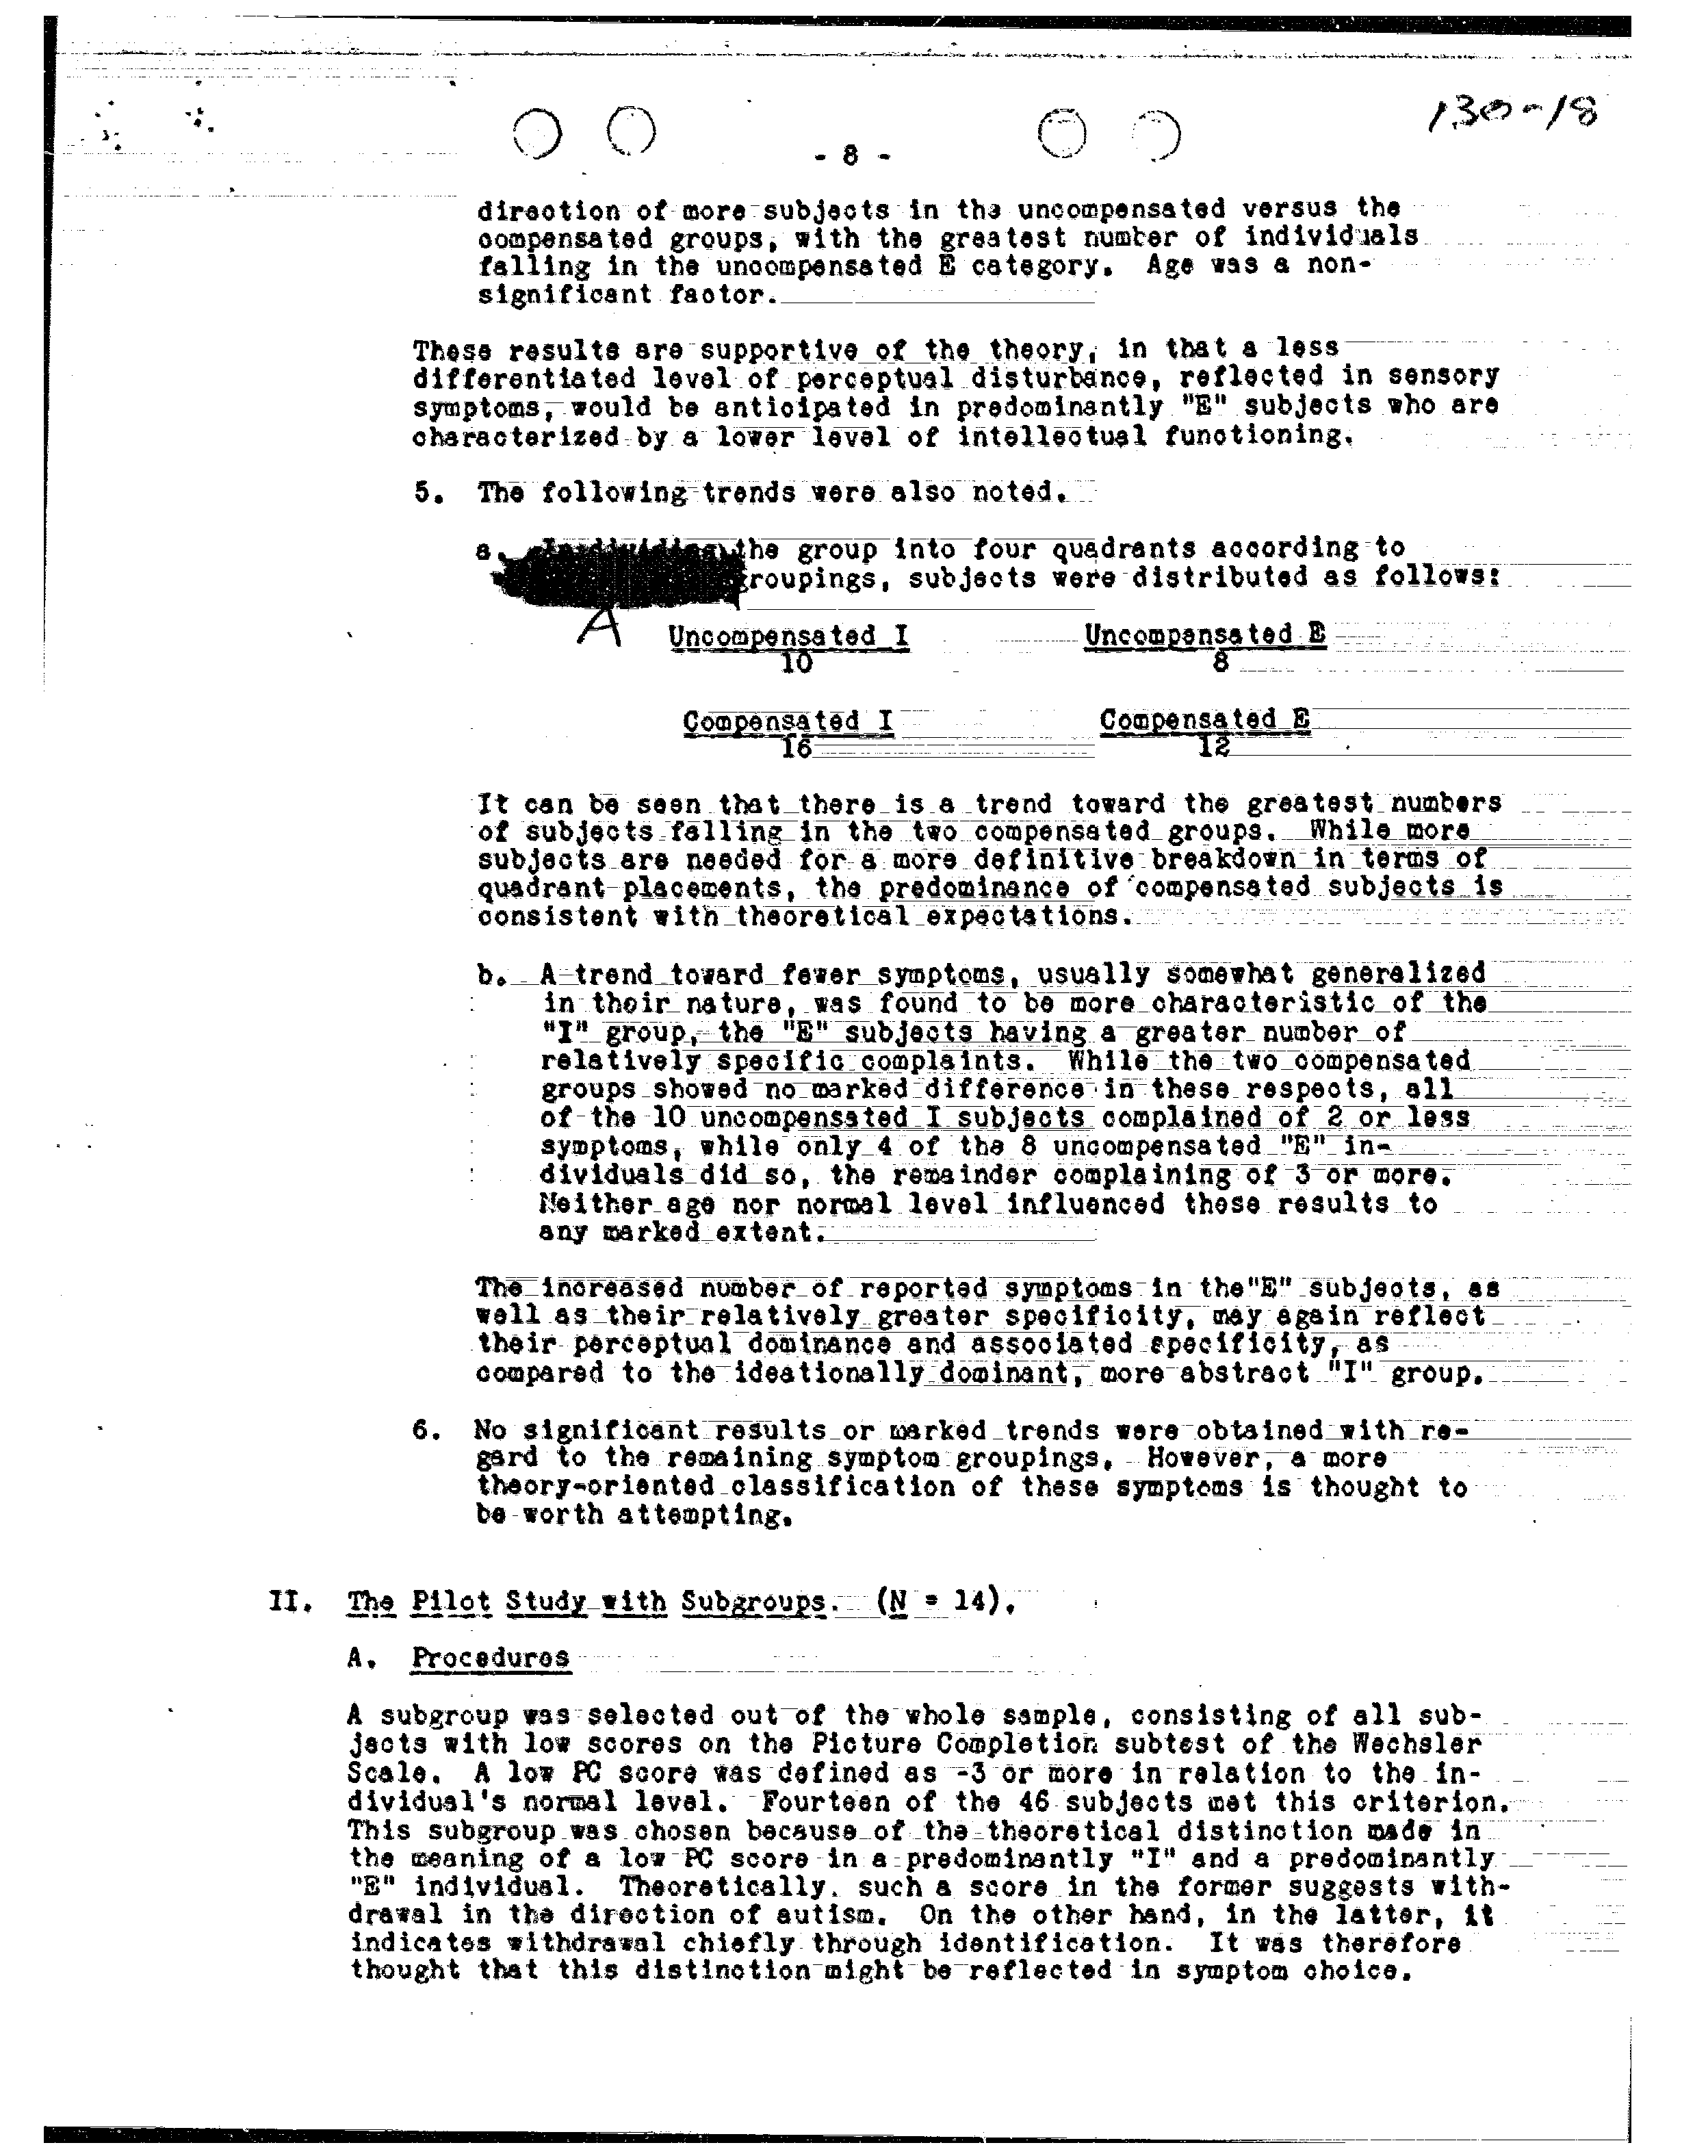 130-18
- 8 -
direction of more subjects in the uncompensated versus the
compensated groups, with the greatest number of individuals
falling in the uncompensated E category. Age was a non-
significant factor.
These results are supportive of the theory, in that a less
differentiated level of perceptual disturbance, reflected in sensory
symptoms, would be anticipated in predominantly "E" subjects who are
characterized by a lower level of intellectual functioning.
5. The following trends were also noted.
a. In dividing the group into four quadrants according to
groupings, subjects were distributed as follows:
A
Uncompensated I Uncompensated E
10 8
Compensated I Compensated E
16 12
It can be seen that there is a trend toward the greatest numbers
of subjects falling in the two compensated groups. While more
subjects are needed for a more definitive breakdown in terms of
quadrant placements, the predominance of compensated subjects is
consistent with theoretical expectations.
b. A trend toward fewer symptoms, usually somewhat generalized
in their nature, was found to be more characteristic of the
"I" group, the "E" subjects having a greater number of
relatively specific complaints. While the two compensated
groups showed no marked difference in these respects, all
of the 10 uncompensated I subjects complained of 2 or less
symptoms, while only 4 of the 8 uncompensated "E" in-
dividuals did so, the remainder complaining of 3 or more.
Neither age nor normal level influenced these results to
any marked extent.
The increased number of reported symptoms in the"E" subjects, as
well as their relatively greater specificity, may again reflect
their perceptual dominance and associated specificity, as
compared to the ideationally dominant, more abstract "I" group.
6. No significant results or marked trends were obtained with re-
gard to the remaining symptom groupings. However, a more
theory-oriented classification of these symptoms is thought to
be worth attempting.
II. The Pilot Study with Subgroups. (N = 14).
A. Procedures
A subgroup was selected out of the whole sample, consisting of all sub-
jects with low scores on the Picture Completion subtest of the Wechsler
Scale. A low PC score was defined as -3 or more in relation to the in-
dividual's normal level. Fourteen of the 46 subjects met this criterion.
This subgroup was chosen because of the theoretical distinction made in
the meaning of a low PC score in a predominantly "I" and a predominantly
"E" individual. Theoretically, such a score in the former suggests with-
drawal in the direction of autism. On the other hand, in the latter, it
indicates withdrawal chiefly through identification. It was therefore
thought that this distinction might be reflected in symptom choice.